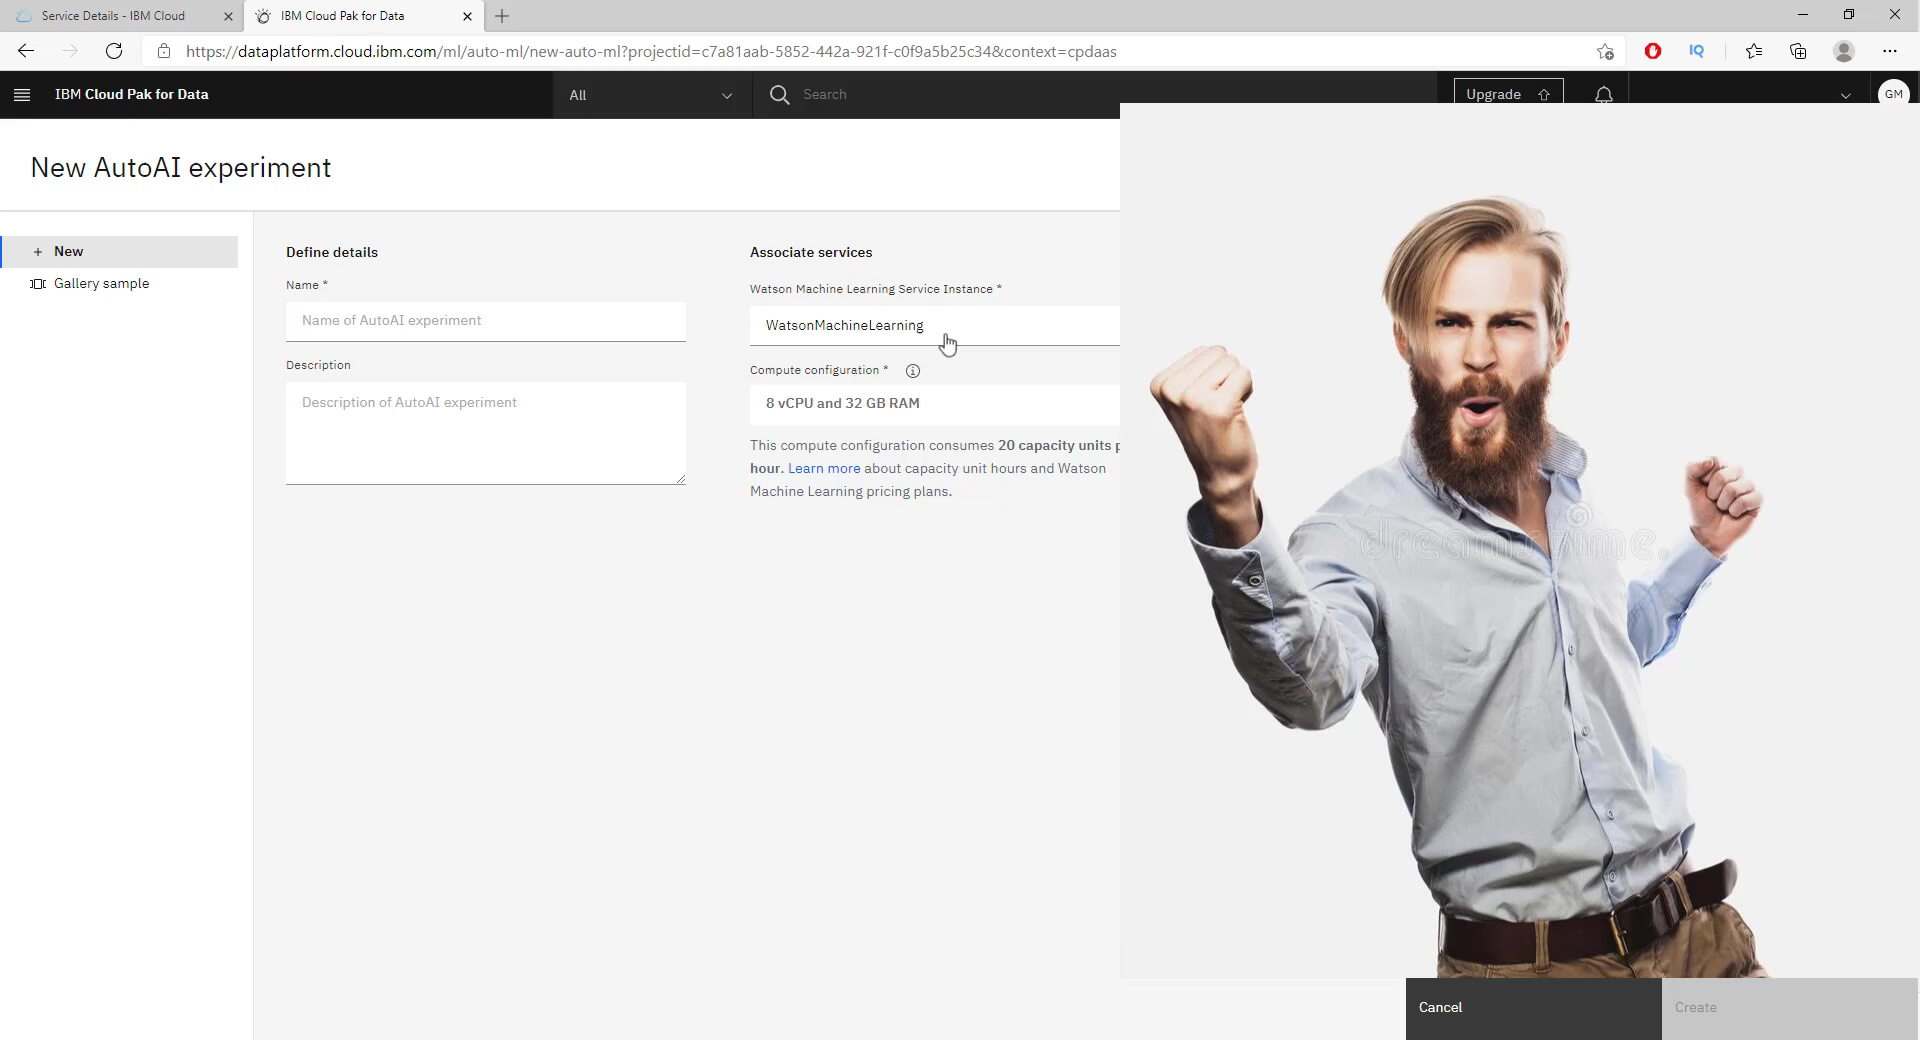 Service Details - IBM Cloud
IBM Cloud Pak for Data
https://dataplatform.cloud.ibm.com/ml/auto-ml/new-auto-ml?projectid=c7a81aab-5852-442a-921f-c0f9a5b25c34&context=cpdaas
IQ
IBM Cloud Pak for Data
All
Search
Upgrade
GM
New AutoAI experiment
New
Gallery sample
Define details
Name *
Name of AutoAI experiment
Description
Description of AutoAI experiment
Associate services
Watson Machine Learning Service Instance *
WatsonMachineLearning
Compute configuration *
8 vCPU and 32 GB RAM
This compute configuration consumes 20 capacity units p
hour. Learn more about capacity unit hours and Watson
Machine Learning pricing plans.
dreamstime.
Cancel
Create